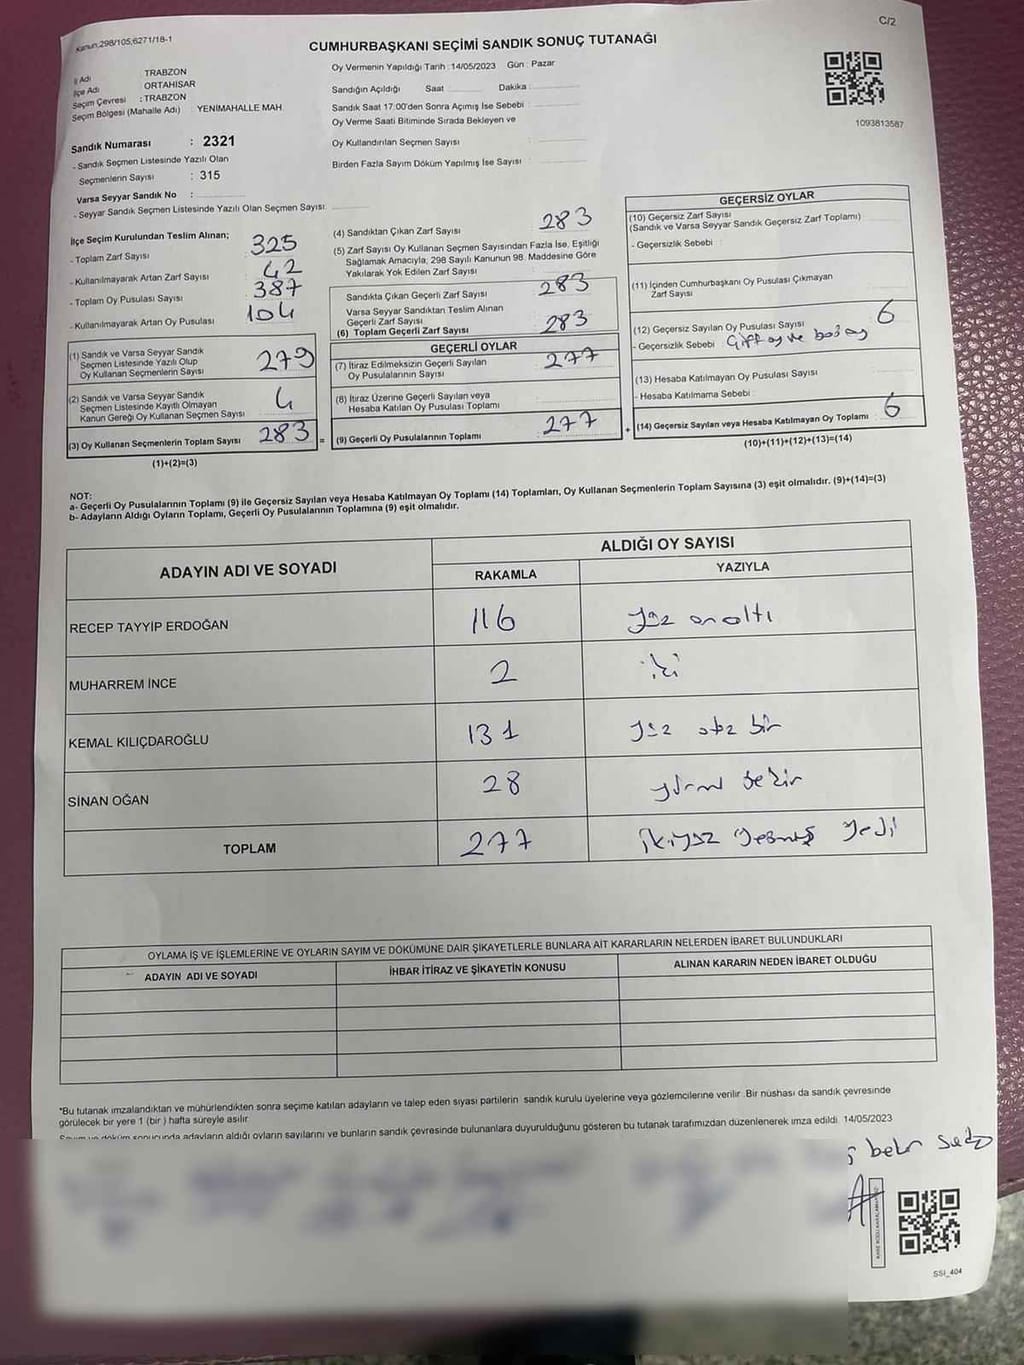 Kanun;298/105,6271/18-1
C/2
CUMHURBAŞKANI SEÇİMİ SANDIK SONUÇ TUTANAĞI
İl Adı TRABZON
İlçe Adı ORTAHİSAR
Seçim Çevresi : TRABZON
Seçim Bölgesi (Mahalle Adı) : YENİMAHALLE MAH
Sandık Numarası : 2321
- Sandık Seçmen Listesinde Yazılı Olan
Seçmenlerin Sayısı : 315
Varsa Seyyar Sandık No :
- Seyyar Sandık Seçmen Listesinde Yazılı Olan Seçmen Sayısı:
Oy Vermenin Yapıldığı Tarih : 14/05/2023 Gün : Pazar
Sandığın Açıldığı Saat Dakika
Sandık Saat 17:00'den Sonra Açımış İse Sebebi :
Oy Verme Saati Bitiminde Sırada Bekleyen ve
Oy Kullandırılan Seçmen Sayısı :
Birden Fazla Sayım Döküm Yapılmış İse Sayısı :
1093813587
İlçe Seçim Kurulundan Teslim Alınan;
- Toplam Zarf Sayısı : 325
- Kullanılmayarak Artan Zarf Sayısı : 42
- Toplam Oy Pusulası Sayısı : 387
- Kullanılmayarak Artan Oy Pusulası : 104
(1) Sandık ve Varsa Seyyar Sandık
Seçmen Listesinde Yazılı Olup
Oy Kullanan Seçmenlerin Sayısı 279
(2) Sandık ve Varsa Seyyar Sandık
Seçmen Listesinde Kayıtlı Olmayan
Kanun Gereği Oy Kullanan Seçmen Sayısı 4
(3) Oy Kullanan Seçmenlerin Toplam Sayısı 283 =
(1)+(2)=(3)
(4) Sandıktan Çıkan Zarf Sayısı 283
(5) Zarf Sayısı Oy Kullanan Seçmen Sayısından Fazla İse, Eşitliği
Sağlamak Amacıyla, 298 Sayılı Kanunun 98. Maddesine Göre
Yakılarak Yok Edilen Zarf Sayısı :
Sandıkta Çıkan Geçerli Zarf Sayısı 283
Varsa Seyyar Sandıktan Teslim Alınan
Geçerli Zarf Sayısı
(6) Toplam Geçerli Zarf Sayısı 283
GEÇERLİ OYLAR
(7) İtiraz Edilmeksizin Geçerli Sayılan
Oy Pusulalarının Sayısı 277
(8) İtiraz Üzerine Geçerli Sayılan veya
Hesaba Katılan Oy Pusulası Toplamı
(9) Geçerli Oy Pusulalarının Toplamı 277 +
GEÇERSİZ OYLAR
(10) Geçersiz Zarf Sayısı
(Sandık ve Varsa Seyyar Sandık Geçersiz Zarf Toplamı)
- Geçersizlik Sebebi :
(11) İçinden Cumhurbaşkanı Oy Pusulası Çıkmayan
Zarf Sayısı
(12) Geçersiz Sayılan Oy Pusulası Sayısı 6
- Geçersizlik Sebebi Çift oy ve boş oy
(13) Hesaba Katılmayan Oy Pusulası Sayısı
- Hesaba Katılmama Sebebi :
(14) Geçersiz Sayılan veya Hesaba Katılmayan Oy Toplamı 6
(10)+(11)+(12)+(13)=(14)
NOT:
a- Geçerli Oy Pusulalarının Toplamı (9) ile Geçersiz Sayılan veya Hesaba Katılmayan Oy Toplamı (14) Toplamları, Oy Kullanan Seçmenlerin Toplam Sayısına (3) eşit olmalıdır. (9)+(14)=(3)
b- Adayların Aldığı Oyların Toplamı, Geçerli Oy Pusulalarının Toplamına (9) eşit olmalıdır.
ADAYIN ADI VE SOYADI
ALDIĞI OY SAYISI
RAKAMLA YAZIYLA
RECEP TAYYİP ERDOĞAN 116 yüz onaltı
MUHARREM İNCE 2 iki
KEMAL KILIÇDAROĞLU 131 yüz otuz bir
SİNAN OĞAN 28 yirmi sekiz
TOPLAM 277 ikiyüz yetmiş yedi
OYLAMA İŞ VE İŞLEMLERİNE VE OYLARIN SAYIM VE DÖKÜMÜNE DAİR ŞİKAYETLERLE BUNLARA AİT KARARLARIN NELERDEN İBARET BULUNDUKLARI
ADAYIN ADI VE SOYADI İHBAR İTİRAZ VE ŞİKAYETİN KONUSU ALINAN KARARIN NEDEN İBARET OLDUĞU
*Bu tutanak imzalandıktan ve mühürlendikten sonra seçime katılan adayların ve talep eden siyasi partilerin sandık kurulu üyelerine veya gözlemcilerine verilir .Bir nüshası da sandık çevresinde
görülecek bir yere 1 (bir ) hafta süreyle asılır.
Sayım ve döküm sonucunda adayların aldığı oyların sayılarını ve bunların sandık çevresinde bulunanlara duyurulduğunu gösteren bu tutanak tarafımızdan düzenlenerek imza edildi. 14/05/2023
SSI_404